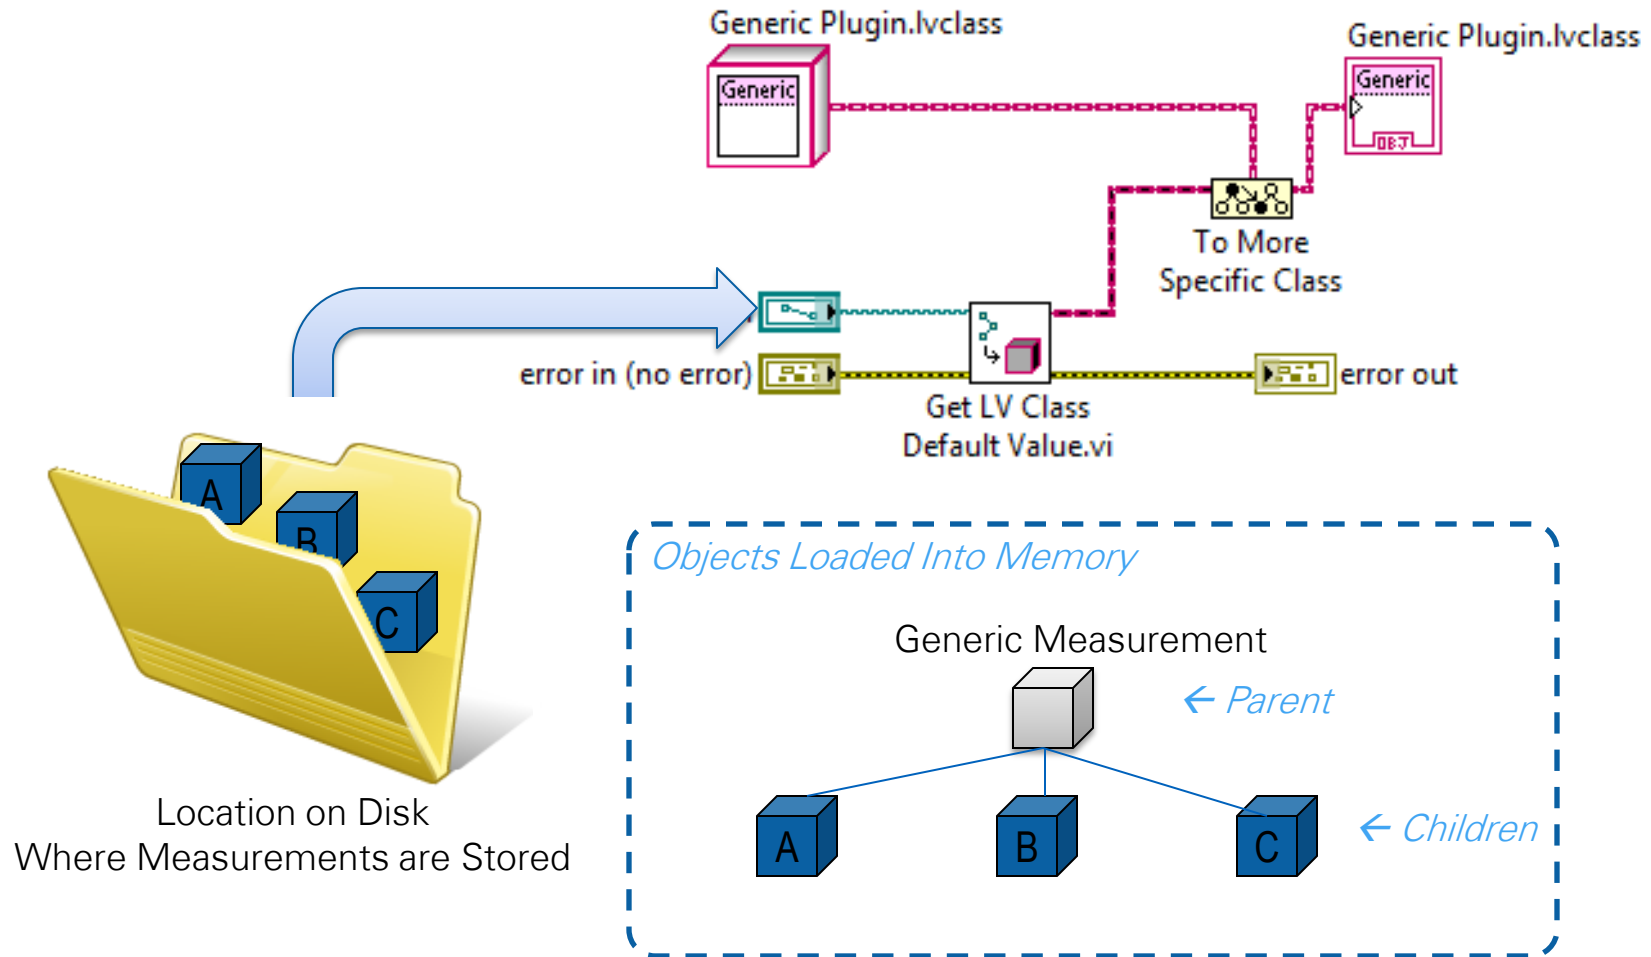 Generic Plugin.lvclass
Generic Plugin.lvclass
Generic
Generic
OBJ
To More
Specific Class
error in (no error)
error out
Get LV Class
Default Value.vi
A
B
C
Objects Loaded Into Memory
Generic Measurement
← Parent
A
B
C
← Children
Location on Disk
Where Measurements are Stored